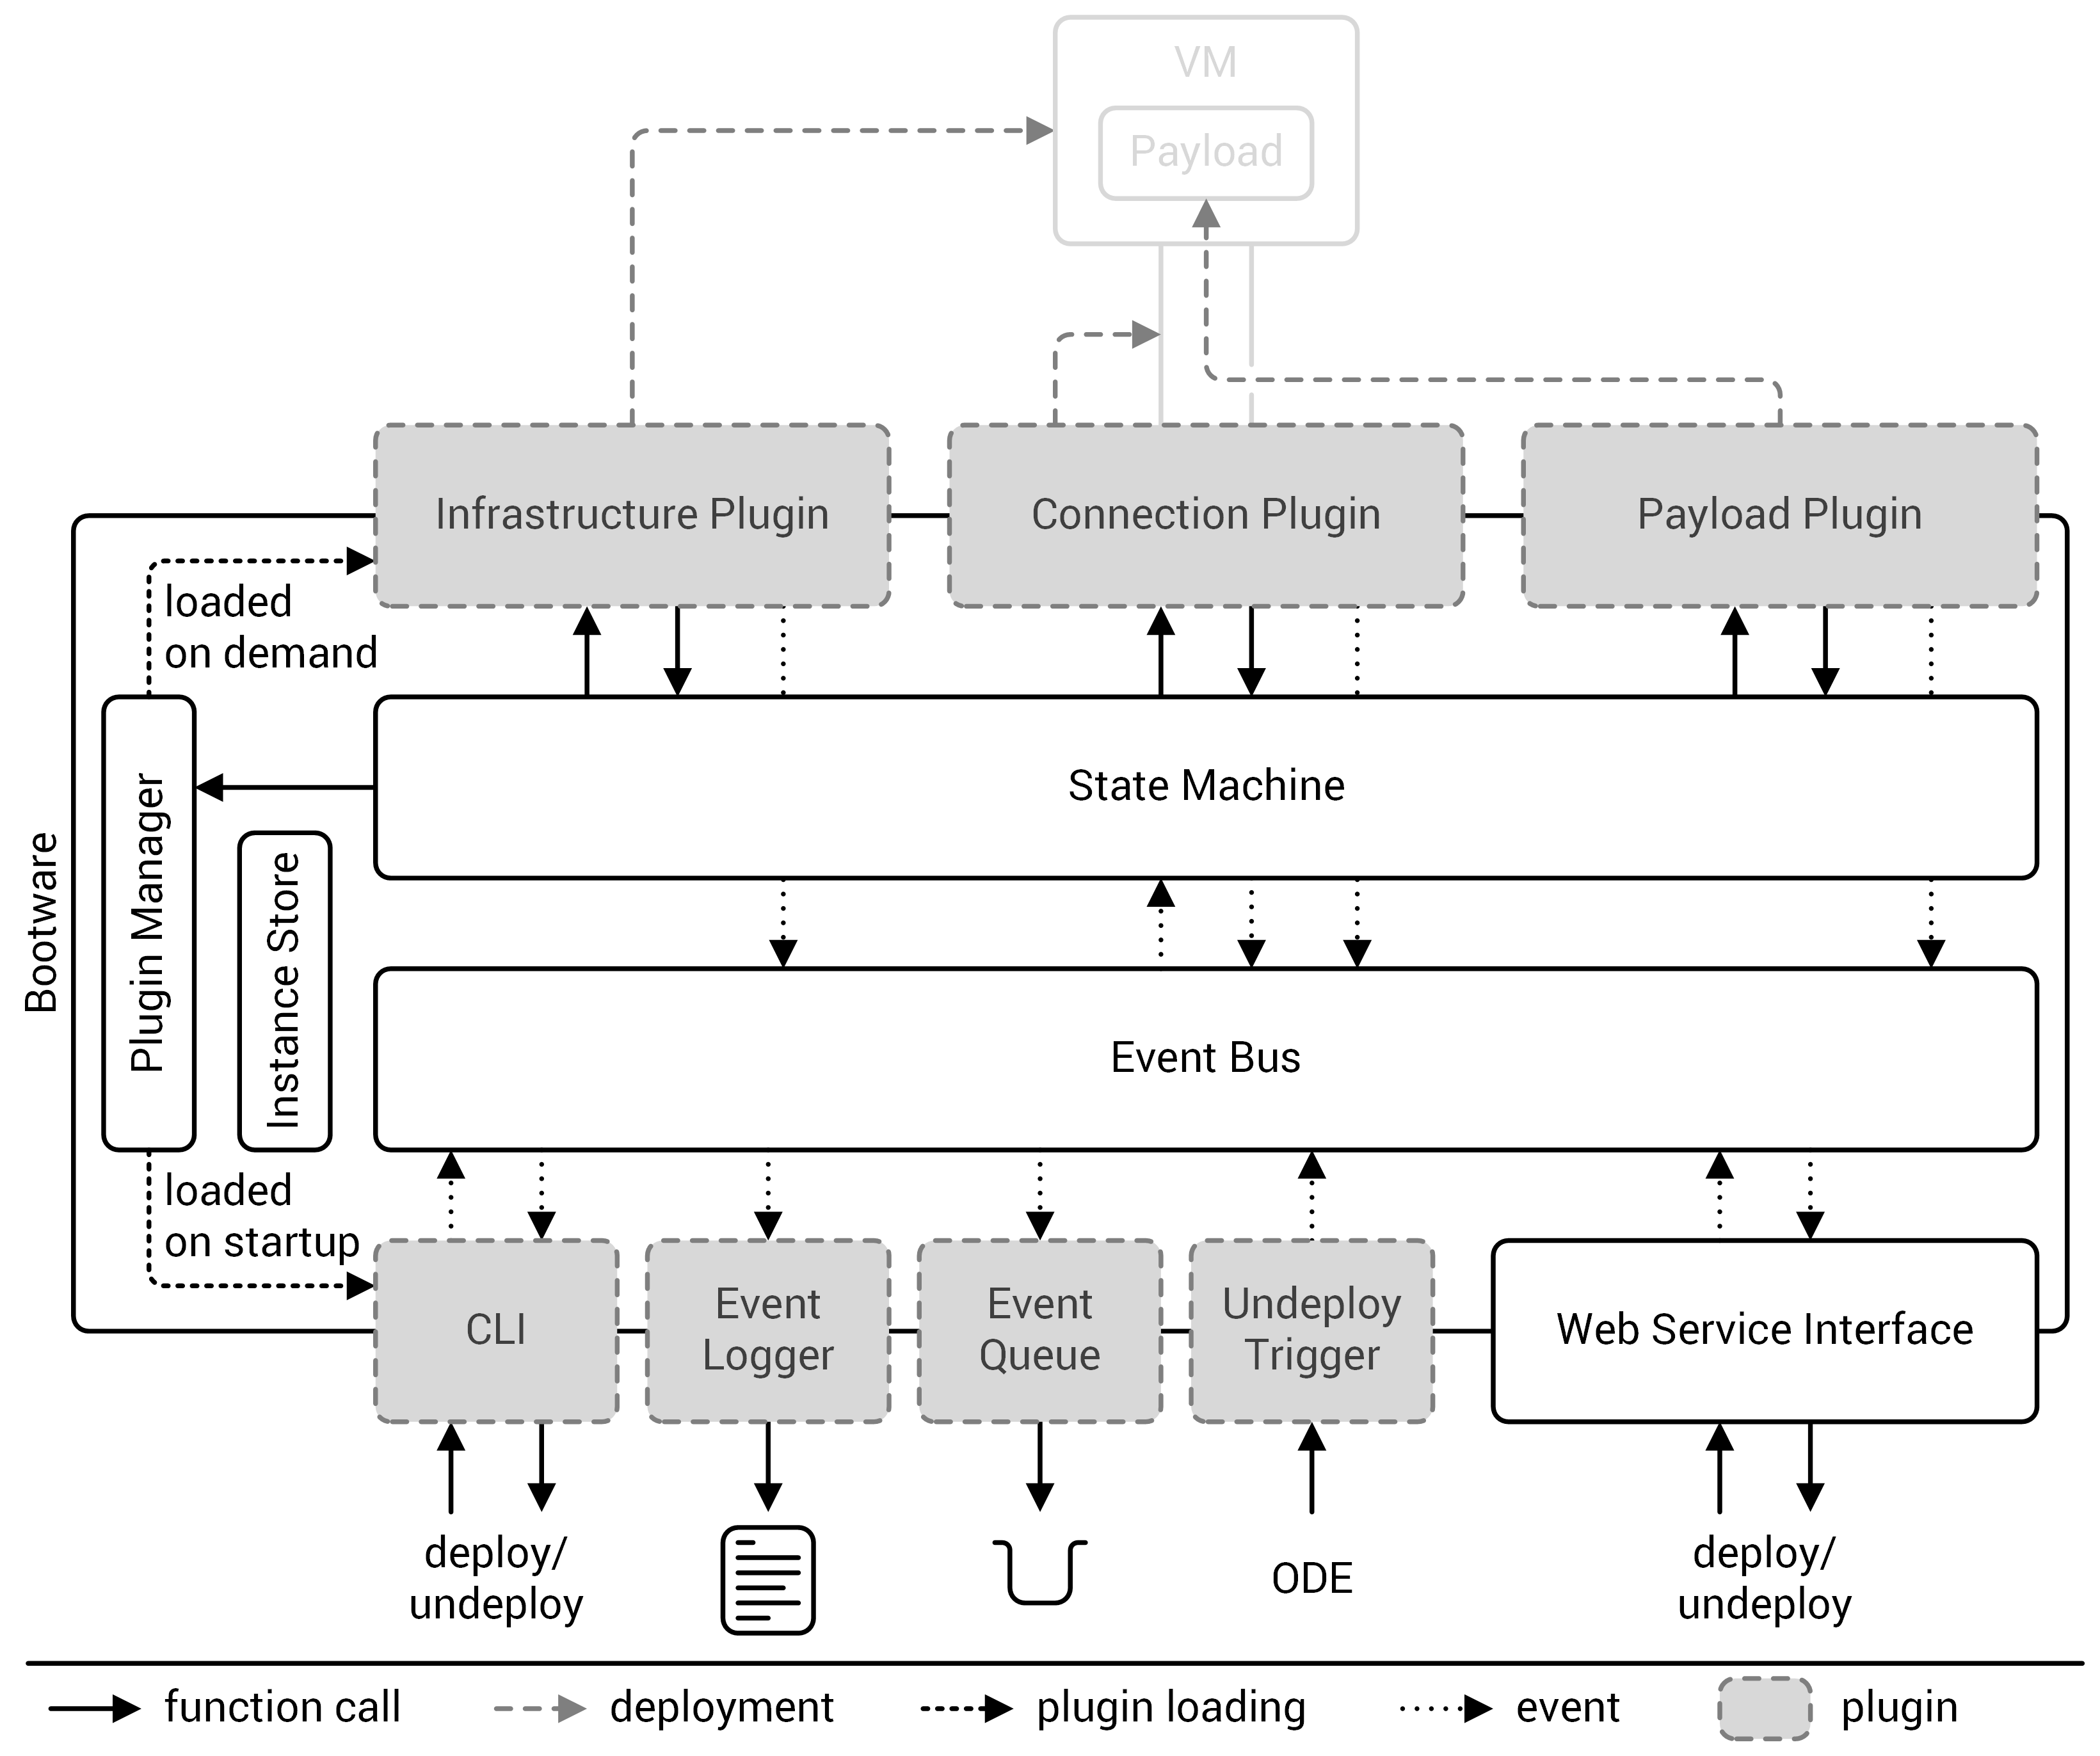 VM
Payload
Infrastructure Plugin
Connection Plugin
Payload Plugin
loaded
on demand
State Machine
Bootware
Plugin Manager
Instance Store
Event Bus
loaded
on startup
CLI
Event
Logger
Event
Queue
Undeploy
Trigger
Web Service Interface
deploy/
undeploy
ODE
deploy/
undeploy
function call
deployment
plugin loading
event
plugin